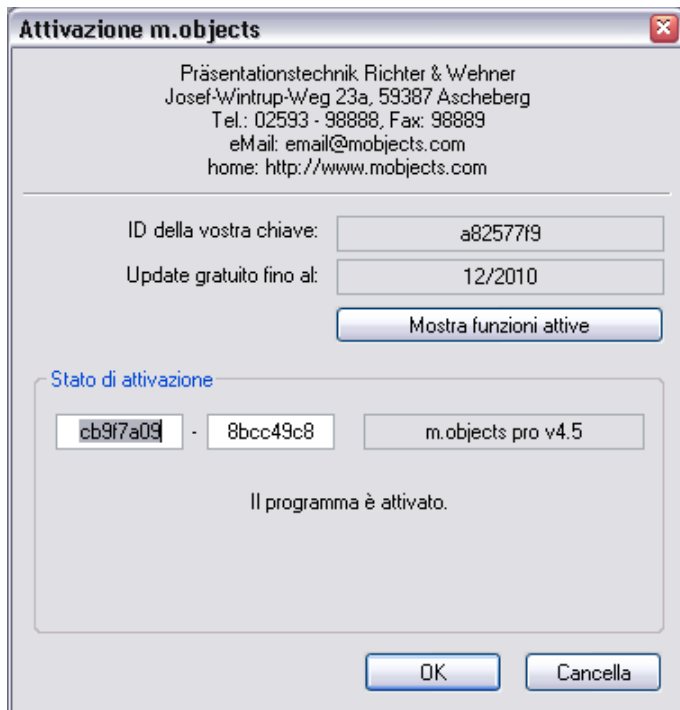 Attivazione m.objects
Präsentationstechnik Richter & Wehner
Josef-Wintrup-Weg 23a, 59387 Ascheberg
Tel.: 02593 - 98888, Fax: 98889
eMail: email@mobjects.com
home: http://www.mobjects.com
ID della vostra chiave: a82577f9
Update gratuito fino al: 12/2010
Mostra funzioni attive
Stato di attivazione
cb9f7a09 - 8bcc49c8 m.objects pro v4.5
Il programma è attivato.
OK Cancella